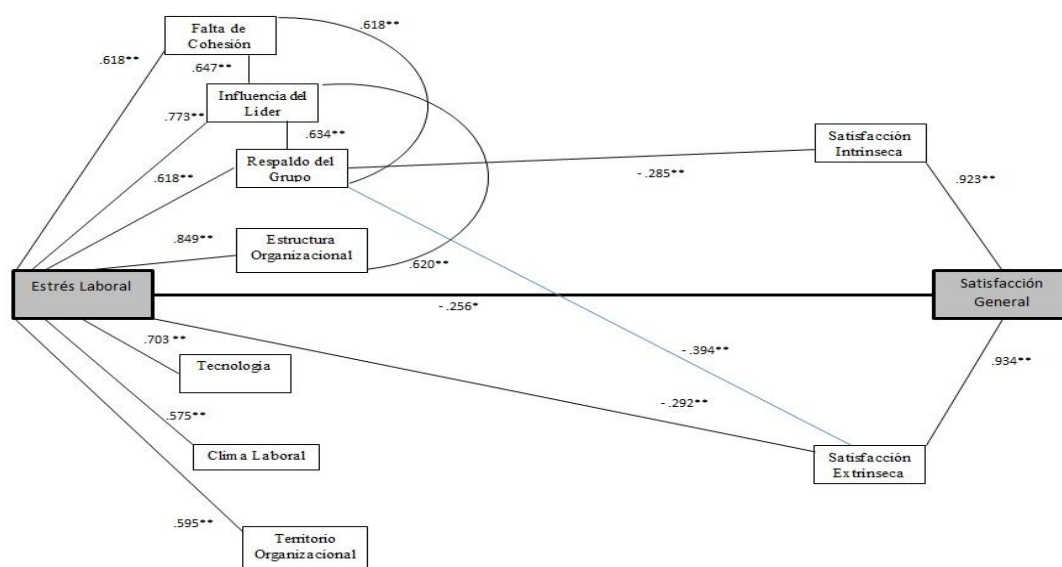 Falta de
Cohesión
.618**
.618**
.647**
Influencia del
Lider
.773**
.634**
Respaldo del
Grupo
Satisfacción
Intrínseca
.618**
- .285**
.923**
.849**
Estructura
Organizacional
.620**
Estrés Laboral
Satisfacción
General
- .256*
.703 **
Tecnología
- .394**
.934**
- .292**
.575**
Clima Laboral
Satisfacción
Extrínseca
.595**
Territorio
Organizacional